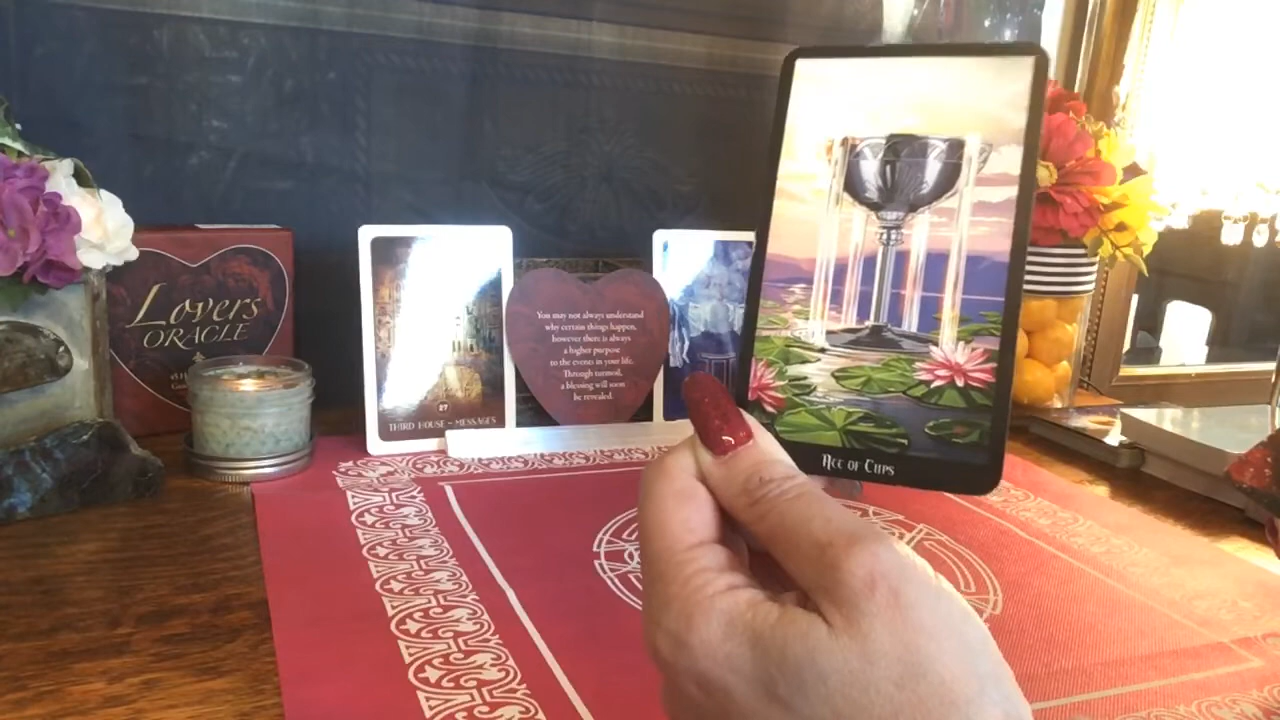 Lovers
ORACLE
27
THIRD HOUSE ~ MESSAGES
You may not always understand
why certain things happen,
however there is always
a higher purpose
to the events in your life.
Through turmoil,
a blessing will soon
be revealed.
Ace of Cups